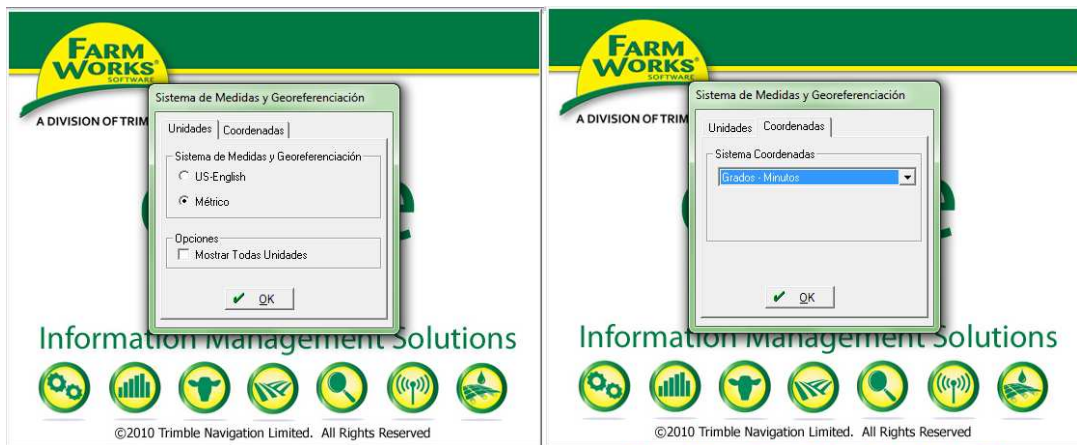 FARM
WORKS®
SOFTWARE
A DIVISION OF TRIM
Sistema de Medidas y Georeferenciación
Unidades
Coordenadas
Sistema de Medidas y Georeferenciación
US-English
Métrico
Opciones
Mostrar Todas Unidades
OK
Information Management Solutions
©2010 Trimble Navigation Limited. All Rights Reserved
FARM
WORKS®
SOFTWARE
A DIVISION OF TRIM
Sistema de Medidas y Georeferenciación
Unidades
Coordenadas
Sistema Coordenadas
Grados - Minutos
OK
Information Management Solutions
©2010 Trimble Navigation Limited. All Rights Reserved